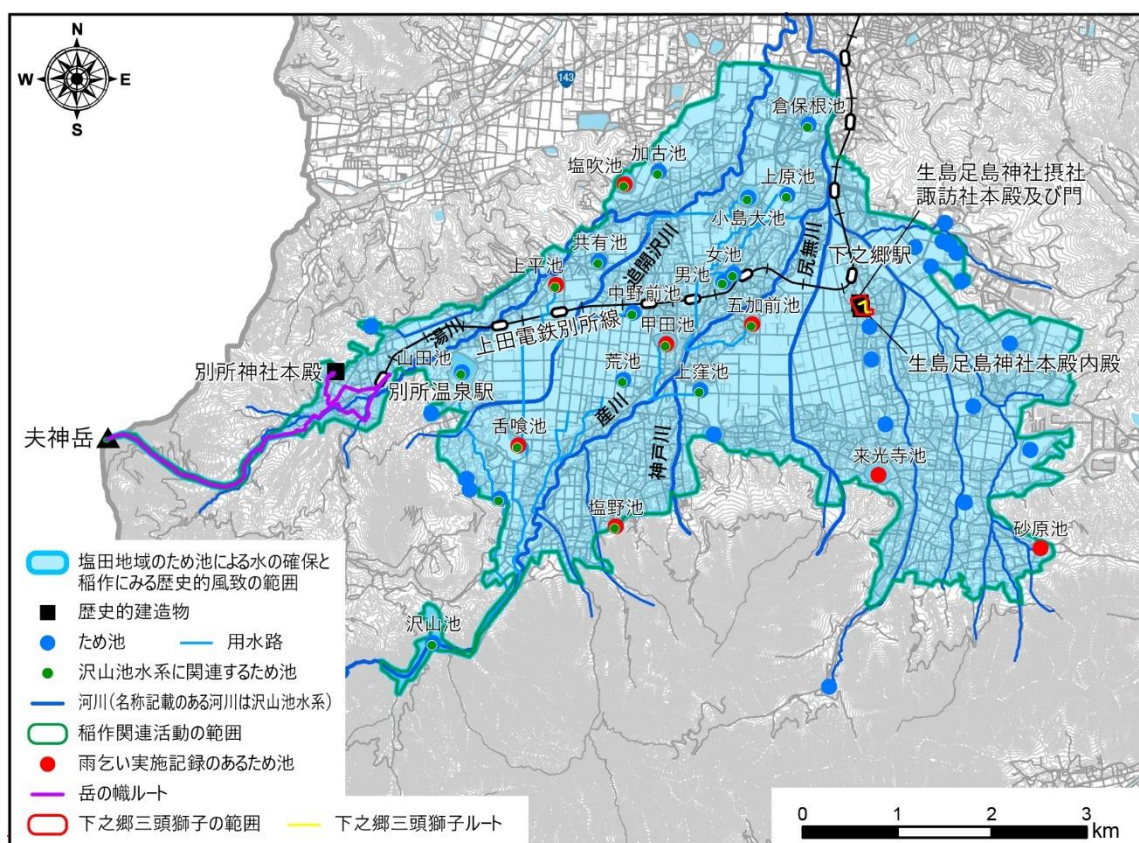 N
W
E
S
143
倉保根池
塩吹池
加古池
上原池
小島大池
生島足島神社摂社
諏訪社本殿及び門
共有池
追開沢川
尻無川
女池
男池
下之郷駅
上平池
中野前池
五加前池
甲田池
湯川
上田電鉄別所線
山田池
別所神社本殿
別所温泉駅
荒池
上窪池
生島足島神社本殿内殿
夫神岳
産川
舌喰池
神戸川
来光寺池
塩野池
砂原池
沢山池
塩田地域のため池による水の確保と
稲作にみる歴史的風致の範囲
歴史的建造物
ため池 用水路
沢山池水系に関連するため池
河川(名称記載のある河川は沢山池水系)
稲作関連活動の範囲
雨乞い実施記録のあるため池
岳の幟ルート
下之郷三頭獅子の範囲 下之郷三頭獅子ルート
0 1 2 3
km